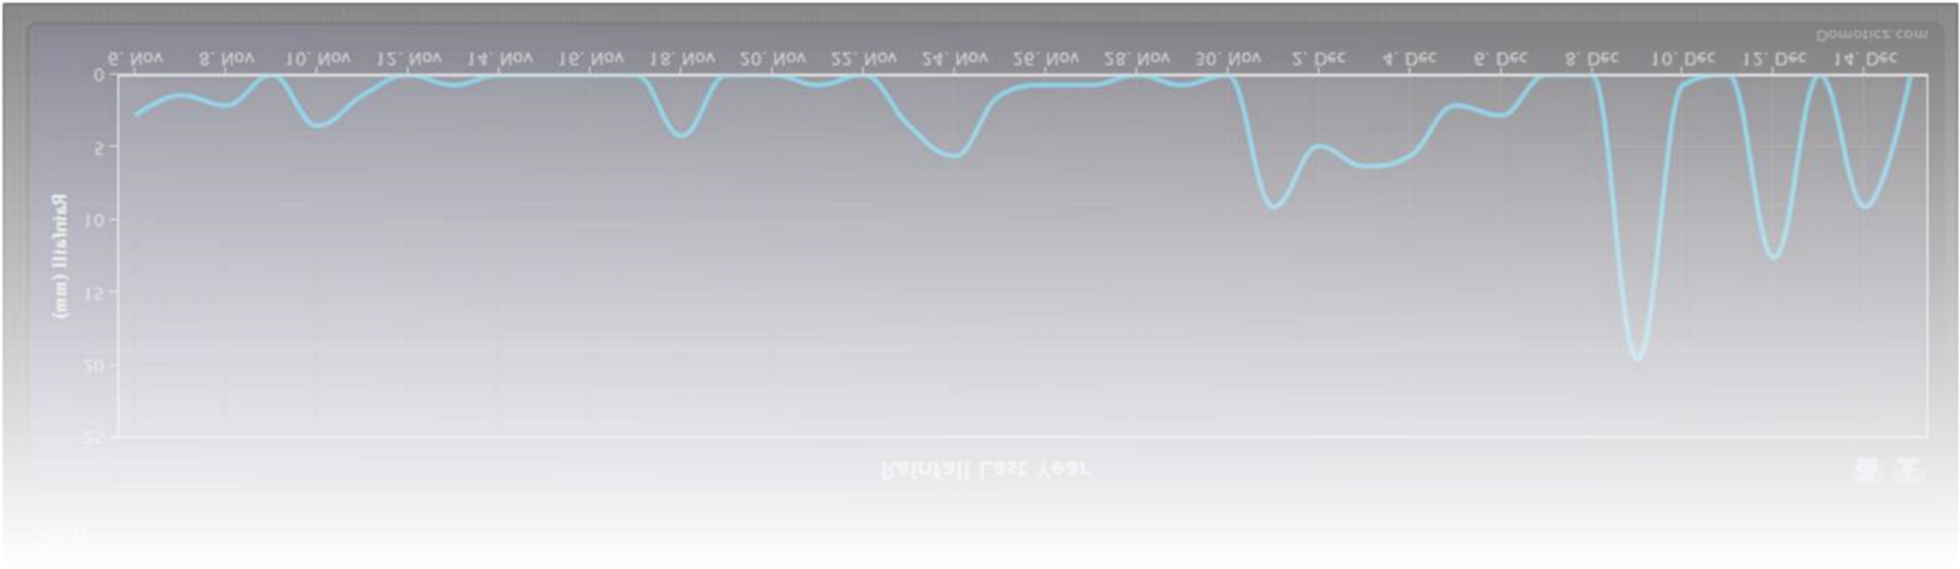 Domoticz.com
6. Nov 8. Nov 10. Nov 12. Nov 14. Nov 16. Nov 18. Nov 20. Nov 22. Nov 24. Nov 26. Nov 28. Nov 30. Nov 2. Dec 4. Dec 6. Dec 8. Dec 10. Dec 12. Dec 14. Dec
0
5
10
15
20
25
Rainfall (mm)
Rainfall Last Year